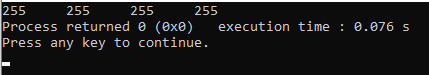 255     255     255     255
Process returned 0 (0x0)   execution time : 0.076 s
Press any key to continue.